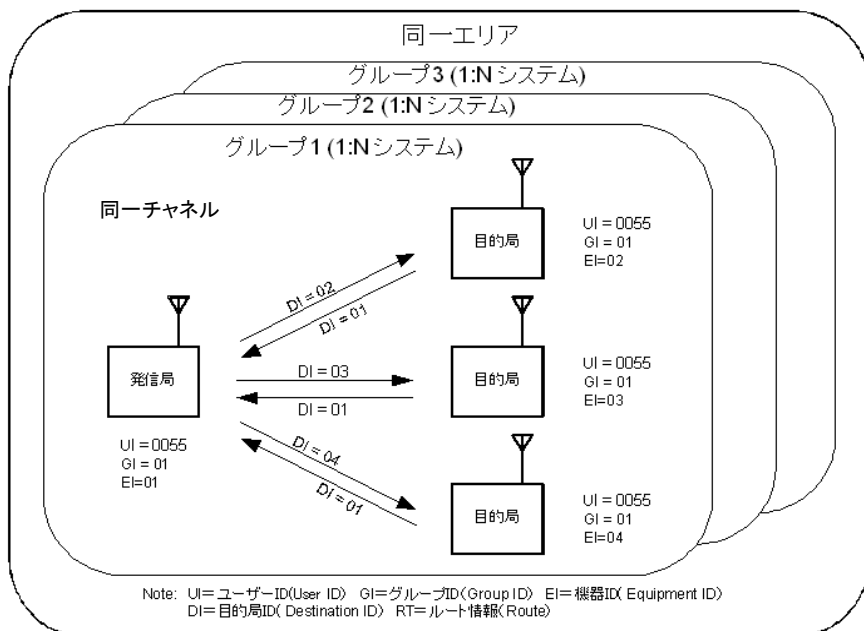 同一エリア
グループ3 (1:N システム)
グループ2 (1:N システム)
グループ1 (1:N システム)
同一チャネル
目的局
UI = 0055
GI = 01
EI=02
DI = 02
DI = 01
発信局
UI = 0055
GI = 01
EI=01
DI = 03
DI = 01
目的局
UI = 0055
GI = 01
EI=03
DI = 04
DI = 01
目的局
UI = 0055
GI = 01
EI=04
Note: UI=ユーザーID(User ID) GI=グループID(Group ID) EI=機器ID( Equipment ID)
DI=目的局ID( Destination ID) RT=ルート情報(Route)